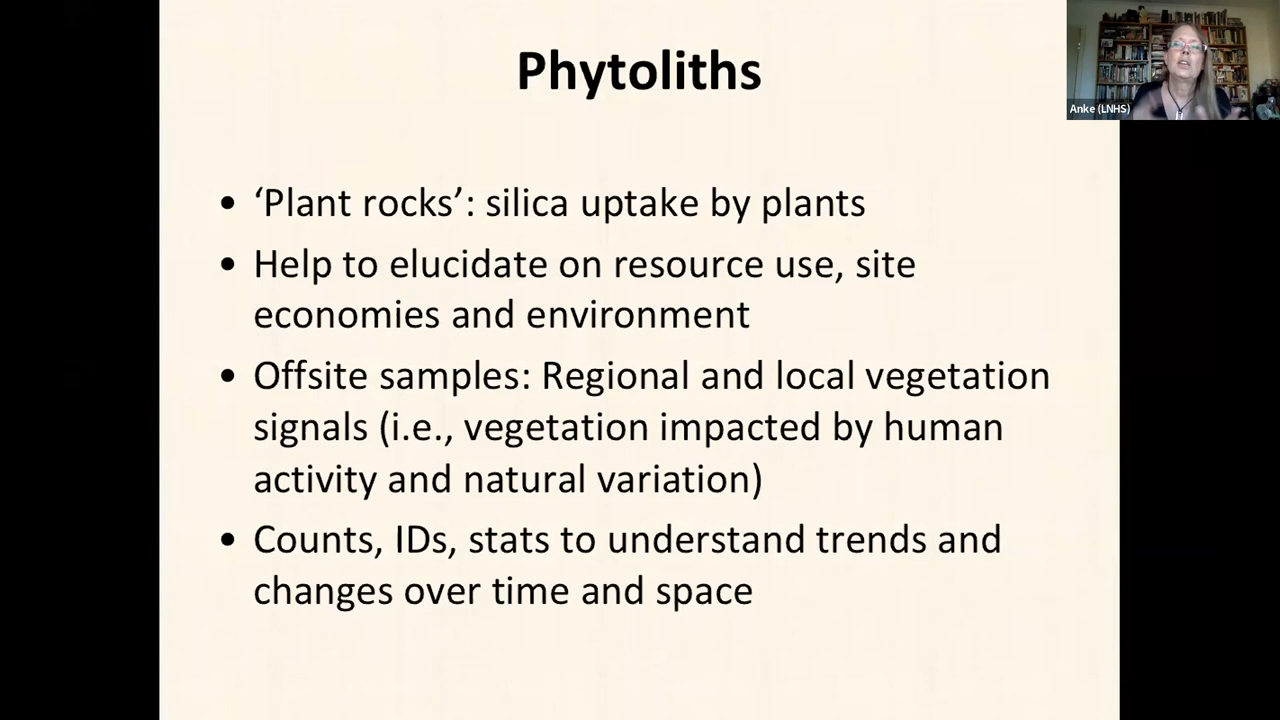 Phytoliths
Anke (LNHS)
• ‘Plant rocks’: silica uptake by plants
• Help to elucidate on resource use, site
economies and environment
• Offsite samples: Regional and local vegetation
signals (i.e., vegetation impacted by human
activity and natural variation)
• Counts, IDs, stats to understand trends and
changes over time and space